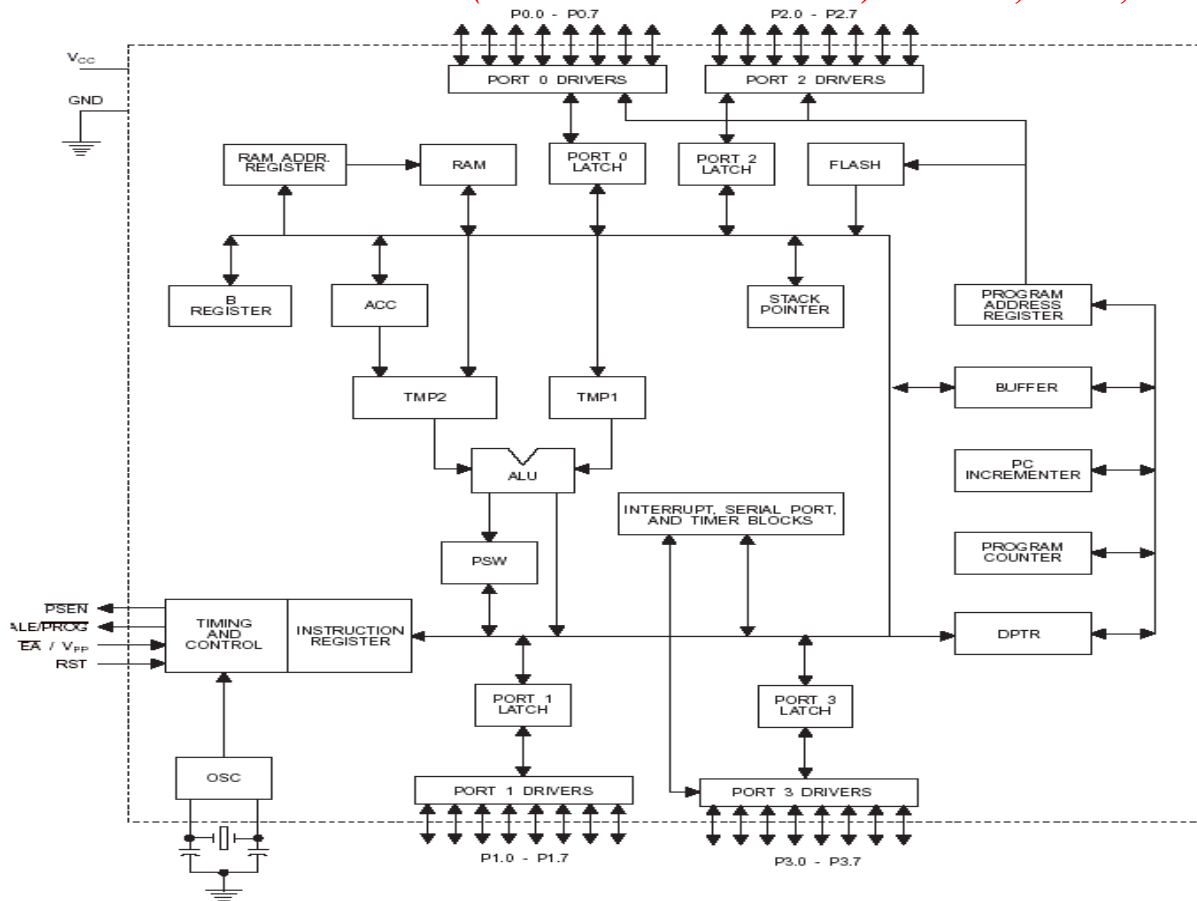 P0.0 - P0.7
P2.0 - P2.7
VCC
PORT 0 DRIVERS
PORT 2 DRIVERS
GND
RAM ADDR.
REGISTER
RAM
PORT 0
LATCH
PORT 2
LATCH
FLASH
B
REGISTER
ACC
STACK
POINTER
PROGRAM
ADDRESS
REGISTER
TMP2
TMP1
BUFFER
ALU
PC
INCREMENTER
INTERRUPT, SERIAL PORT,
AND TIMER BLOCKS
PSW
PROGRAM
COUNTER
PSEN
ALE/PROG
EA / VPP
RST
TIMING
AND
CONTROL
INSTRUCTION
REGISTER
DPTR
PORT 1
LATCH
PORT 3
LATCH
OSC
PORT 1 DRIVERS
PORT 3 DRIVERS
P1.0 - P1.7
P3.0 - P3.7